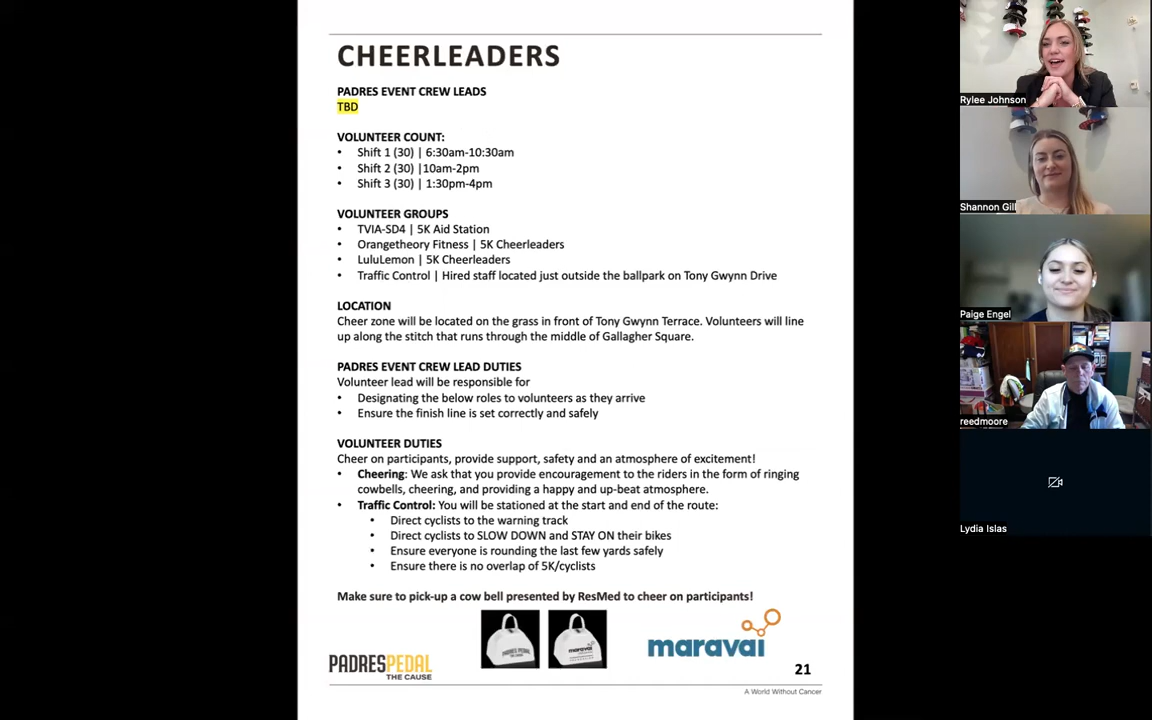 CHEERLEADERS
PADRES EVENT CREW LEADS
TBD
VOLUNTEER COUNT:
• Shift 1 (30) | 6:30am-10:30am
• Shift 2 (30) |10am-2pm
• Shift 3 (30) | 1:30pm-4pm
VOLUNTEER GROUPS
• TVIA-SD4 | 5K Aid Station
• Orangetheory Fitness | 5K Cheerleaders
• LuluLemon | 5K Cheerleaders
• Traffic Control | Hired staff located just outside the ballpark on Tony Gwynn Drive
LOCATION
Cheer zone will be located on the grass in front of Tony Gwynn Terrace. Volunteers will line
up along the stitch that runs through the middle of Gallagher Square.
PADRES EVENT CREW LEAD DUTIES
Volunteer lead will be responsible for
• Designating the below roles to volunteers as they arrive
• Ensure the finish line is set correctly and safely
VOLUNTEER DUTIES
Cheer on participants, provide support, safety and an atmosphere of excitement!
• Cheering: We ask that you provide encouragement to the riders in the form of ringing
cowbells, cheering, and providing a happy and up-beat atmosphere.
• Traffic Control: You will be stationed at the start and end of the route:
• Direct cyclists to the warning track
• Direct cyclists to SLOW DOWN and STAY ON their bikes
• Ensure everyone is rounding the last few yards safely
• Ensure there is no overlap of 5K/cyclists
Make sure to pick-up a cow bell presented by ResMed to cheer on participants!
PADRES PEDAL
maravai
PADRESPEDAL
THE CAUSE
maravai
21
A World Without Cancer
Rylee Johnson
Shannon Gill
Paige Engel
reedmoore
Lydia Islas